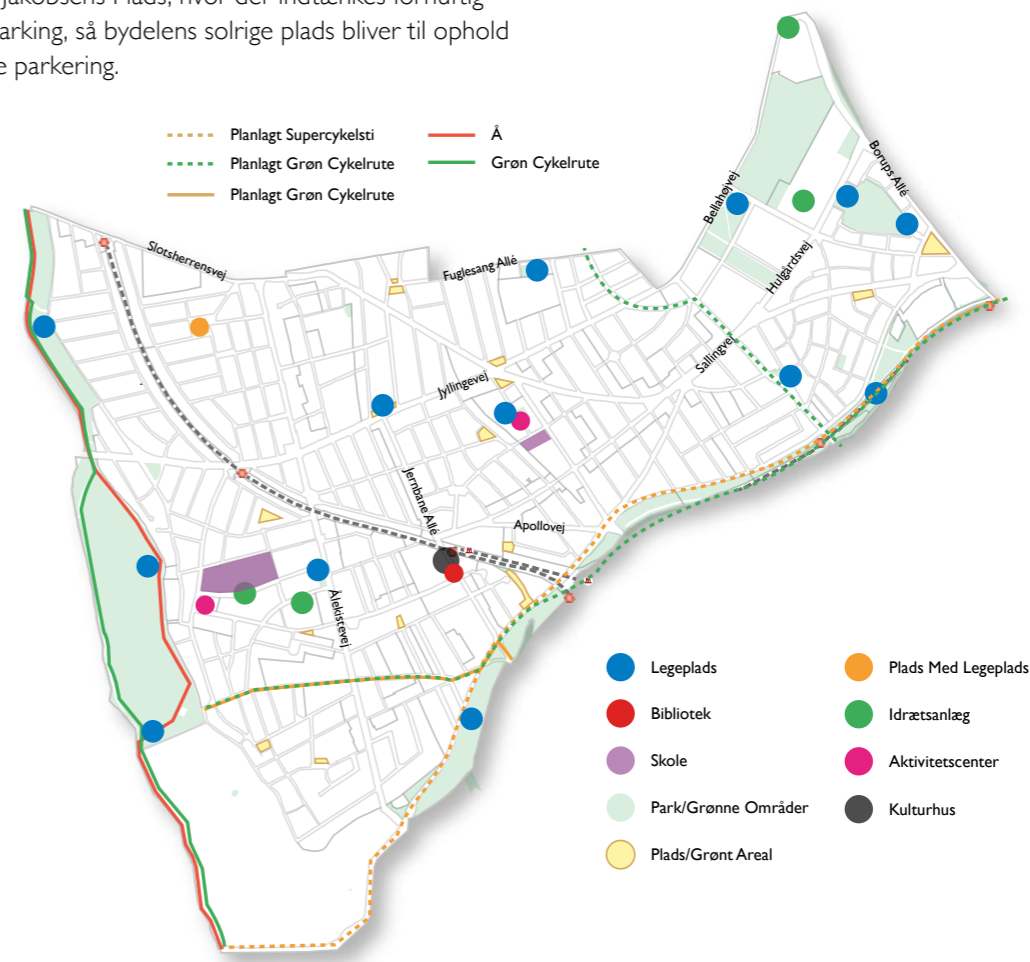 Jakobsens Plads, hvor der indtænkes fornuftig
arking, så bydelens solrige plads bliver til ophold
e parkering.
Planlagt Supercykelsti
Å
Planlagt Grøn Cykelrute
Grøn Cykelrute
Planlagt Grøn Cykelrute
Borups Allé
Bellahøjvej
Slotsherrensvej
Fuglesang Allé
Hulgårdsvej
Sallingvej
Jyllingevej
Jernbane Allé
Apollovej
Ålekistevej
Legeplads
Plads Med Legeplads
Bibliotek
Idrætsanlæg
Skole
Aktivitetscenter
Park/Grønne Områder
Kulturhus
Plads/Grønt Areal